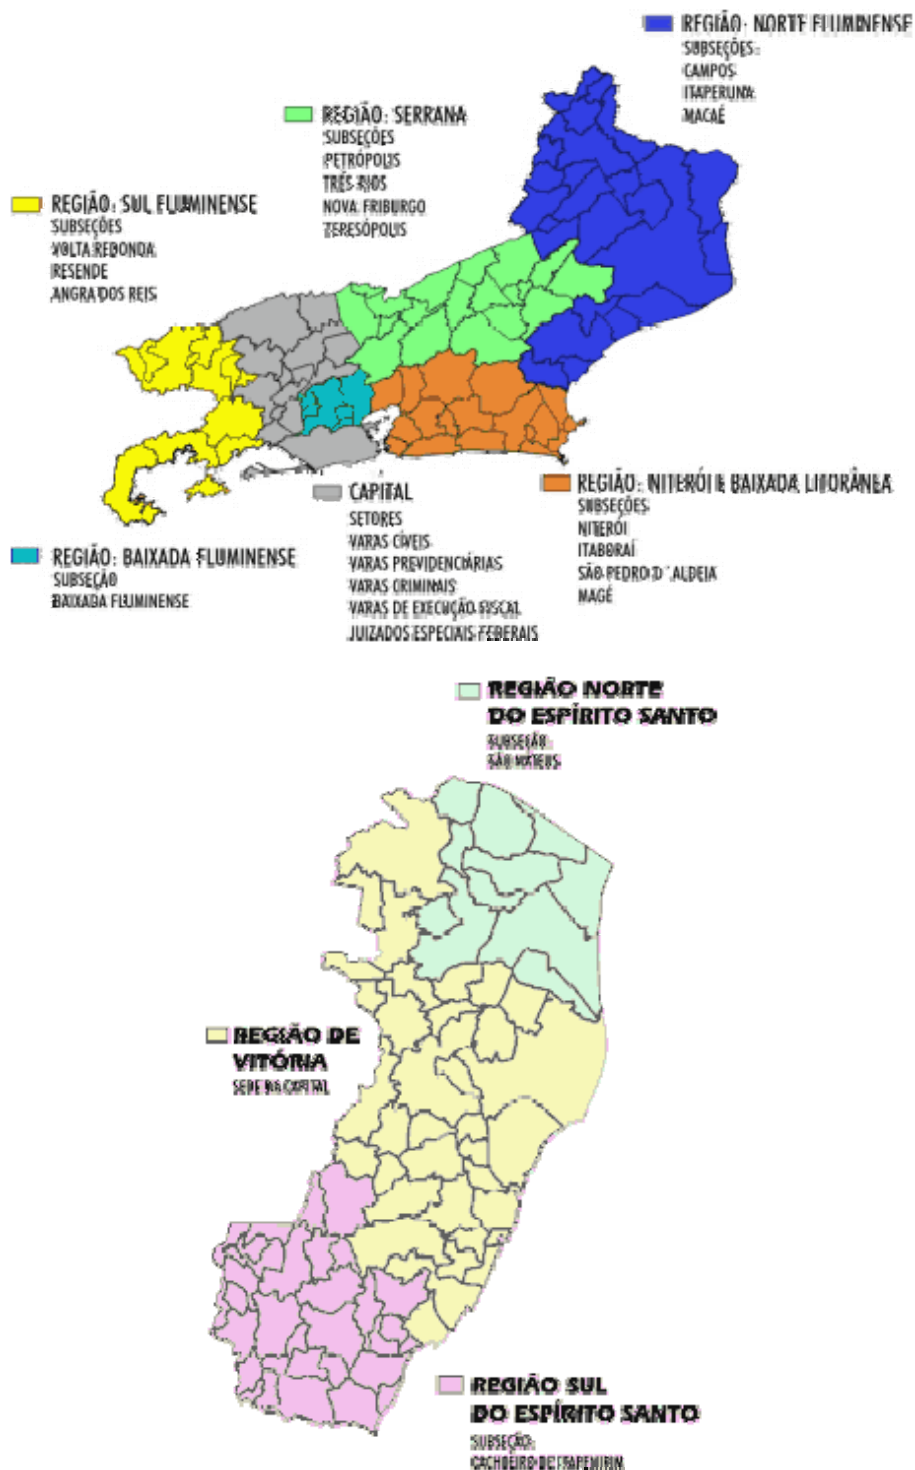 REGIÃO: NORTE FLUMINENSE
SUBSEÇÕES:
CAMPOS
ITAPERUNA
MACAÉ
REGIÃO: SERRANA
SUBSEÇÕES
PETRÓPOLIS
TRÊS RIOS
NOVA FRIBURGO
TERESÓPOLIS
REGIÃO: SUL FLUMINENSE
SUBSEÇÕES
VOLTA REDONDA
RESENDE
ANGRA DOS REIS
CAPITAL
SETORES
VARAS CÍVEIS
VARAS PREVIDENCIÁRIAS
VARAS CRIMINAIS
VARAS DE EXECUÇÃO FISCAL
JUIZADOS ESPECIAIS FEDERAIS
REGIÃO: NITERÓI E BAIXADA LITORÂNEA
SUBSEÇÕES
NITERÓI
ITABORAÍ
SÃO PEDRO D'ALDEIA
MAGÉ
REGIÃO: BAIXADA FLUMINENSE
SUBSEÇÃO
BAIXADA FLUMINENSE
REGIÃO NORTE
DO ESPÍRITO SANTO
SUBSEÇÃO:
SÃO MATEUS
REGIÃO DE
VITÓRIA
SEDE NA CAPITAL
REGIÃO SUL
DO ESPÍRITO SANTO
SUBSEÇÃO:
CACHOEIRO DE ITAPEMIRIM